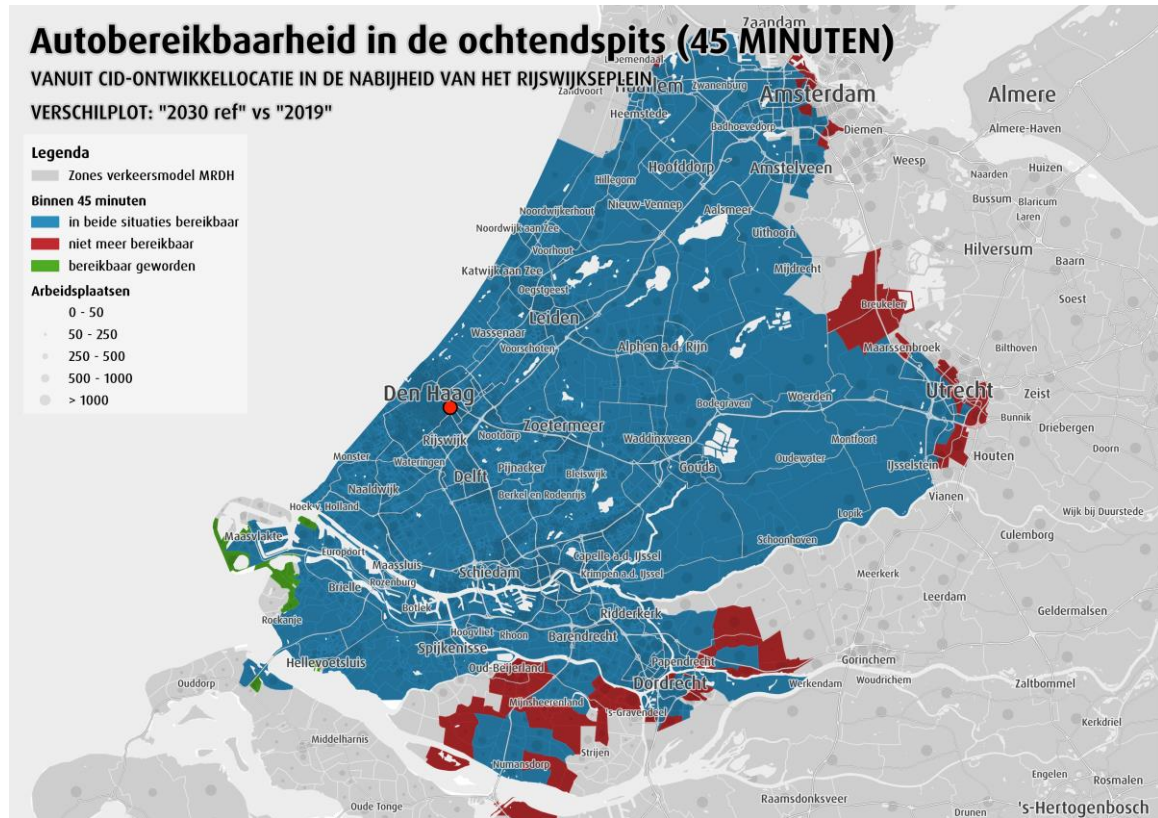 Autobereikbaarheid in de ochtendspits (45 MINUTEN)
VANUIT CID-ONTWIKKELLOCATIE IN DE NABIJHEID VAN HET RIJSWIJKSEPLEIN
VERSCHILPLOT: "2030 ref" vs "2019"
Legenda
Zones verkeersmodel MRDH
Binnen 45 minuten
in beide situaties bereikbaar
niet meer bereikbaar
bereikbaar geworden
Arbeidsplaatsen
0 - 50
50 - 250
250 - 500
500 - 1000
> 1000
Zaandam
Zandvoort
Haarlem
Zwanenburg
Amsterdam
Almere
Heemstede
Badhoevedorp
Diemen
Almere-Haven
Hoofddorp
Amstelveen
Weesp
Huizen
Hillegom
Naarden
Nieuw-Vennep
Aalsmeer
Bussum
Blaricum
Noordwijkerhout
Laren
Noordwijk aan Zee
Uithoorn
Voorhout
Hilversum
Katwijk aan Zee
Mijdrecht
Baarn
Oegstgeest
Soest
Leiden
Breukelen
Wassenaar
Voorschoten
Alphen a.d. Rijn
Maarssenbroek
Bilthoven
Den Haag
Utrecht
Zeist
Bodegraven
Woerden
Bunnik
Rijswijk
Nootdorp
Zoetermeer
Driebergen
Waddinxveen
Montfoort
Monster
Wateringen
Delft
Pijnacker
Bleiswijk
Gouda
Oudewater
IJsselstein
Houten
Doorn
Naaldwijk
Berkel en Rodenrijs
Vianen
Hoek v. Holland
Lopik
Wijk bij Duurstede
Maasvlakte
Europoort
Schoonhoven
Culemborg
Maassluis
Capelle a.d. IJssel
Brielle
Rozenburg
Schiedam
Krimpen a.d. IJssel
Meerkerk
Leerdam
Botlek
Ridderkerk
Geldermalsen
Rockanje
Hoogvliet
Rhoon
Barendrecht
Spijkenisse
Hellevoetsluis
Oud-Beijerland
Papendrecht
Gorinchem
Ouddorp
Dordrecht
Werkendam
Woudrichem
Zaltbommel
Mijnsheerenland
's-Gravendeel
Kerkdriel
Middelharnis
Strijen
Numansdorp
Engelen
Rosmalen
Oude Tonge
Raamsdonksveer
Drunen
's-Hertogenbosch